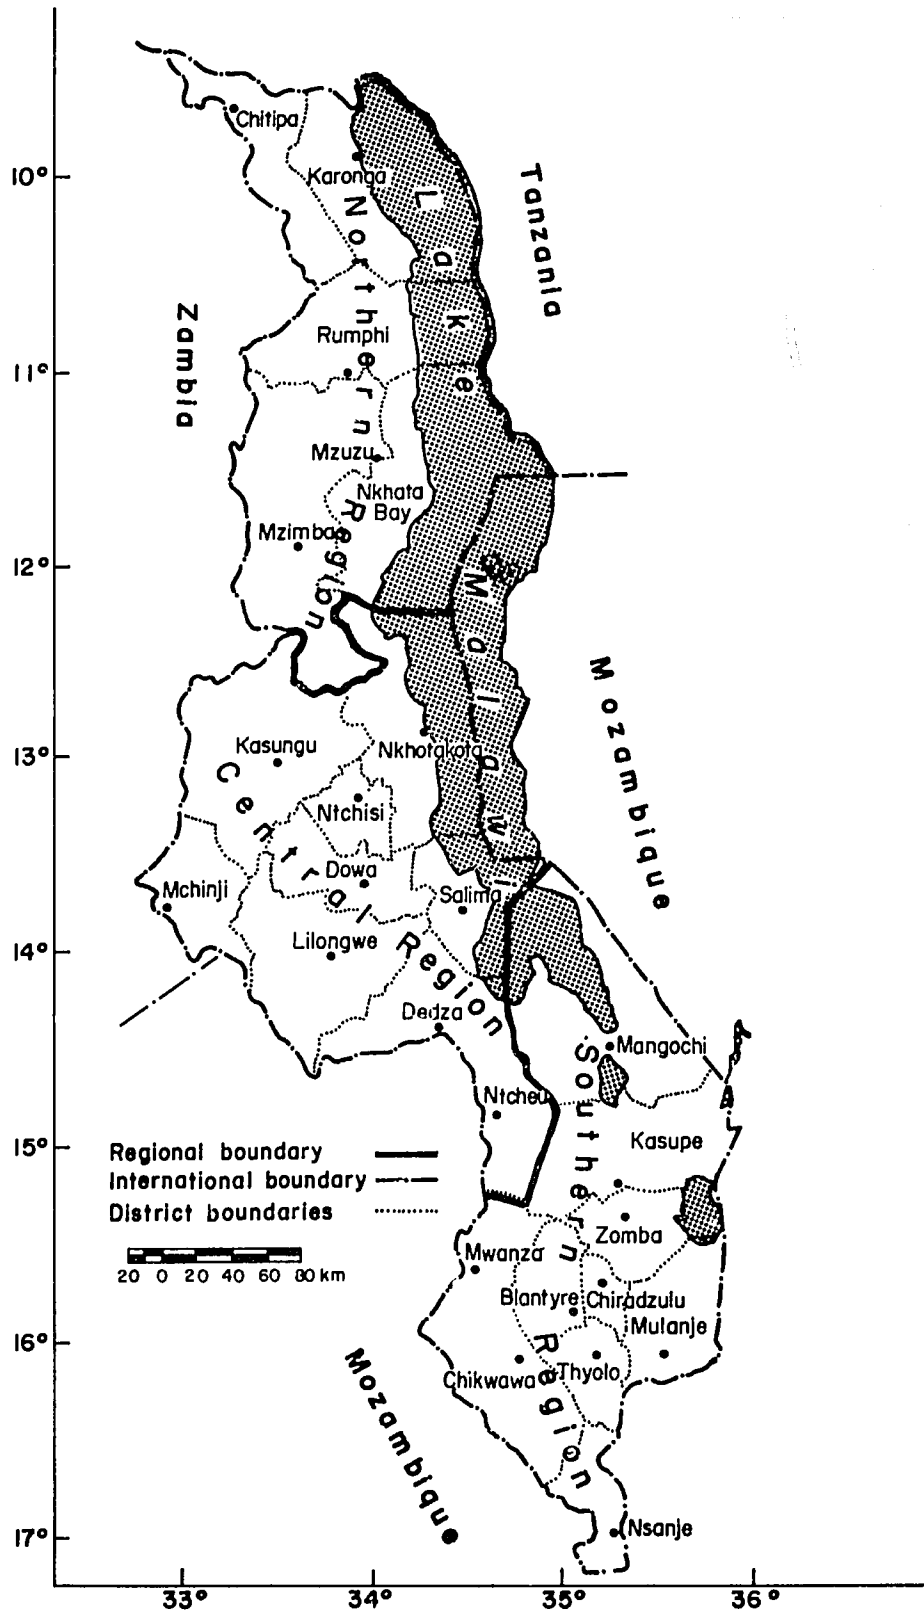 Chitipa
10°
Karonga
Tanzania
Northern Region
Lake Malawi
Zambia
Rumphi
11°
Mzuzu
Nkhata
Bay
Mzimba
12°
Mozambique
Kasungu
Nkhotakota
13°
Central Region
Ntchisi
Dowa
Mchinji
Salima
Lilongwe
14°
Dedza
Mangochi
Southern Region
Ntcheu
Kasupe
15°
Regional boundary
International boundary
District boundaries
Zomba
Mwanza
20 0 20 40 60 80 km
Blantyre
Chiradzulu
Mulanje
16°
Chikwawa
Thyolo
Mozambiqu
Nsanje
17°
33° 34° 35° 36°